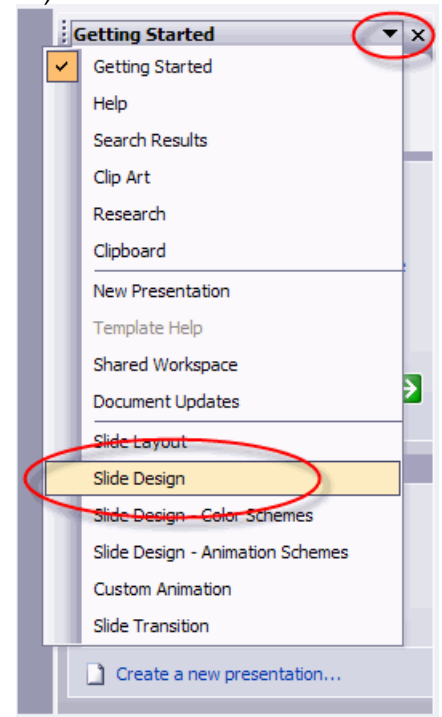 Getting Started
Getting Started
Help
Search Results
Clip Art
Research
Clipboard
New Presentation
Template Help
Shared Workspace
Document Updates
Slide Layout
Slide Design
Slide Design - Color Schemes
Slide Design - Animation Schemes
Custom Animation
Slide Transition
Create a new presentation...